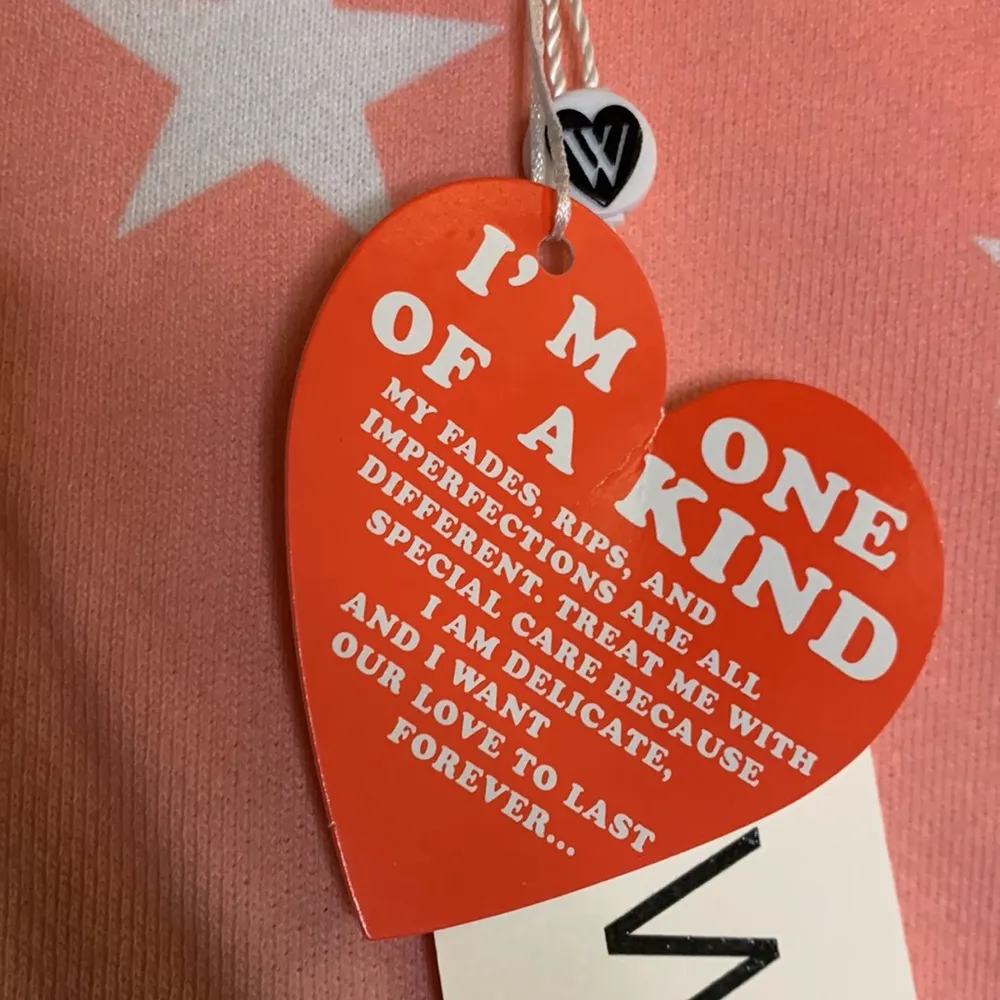 W
I'M ONE
OF A KIND
MY FADES, RIPS, AND
IMPERFECTIONS ARE ALL
DIFFERENT. TREAT ME WITH
SPECIAL CARE BECAUSE
I AM DELICATE,
AND I WANT
OUR LOVE TO LAST
FOREVER...
W